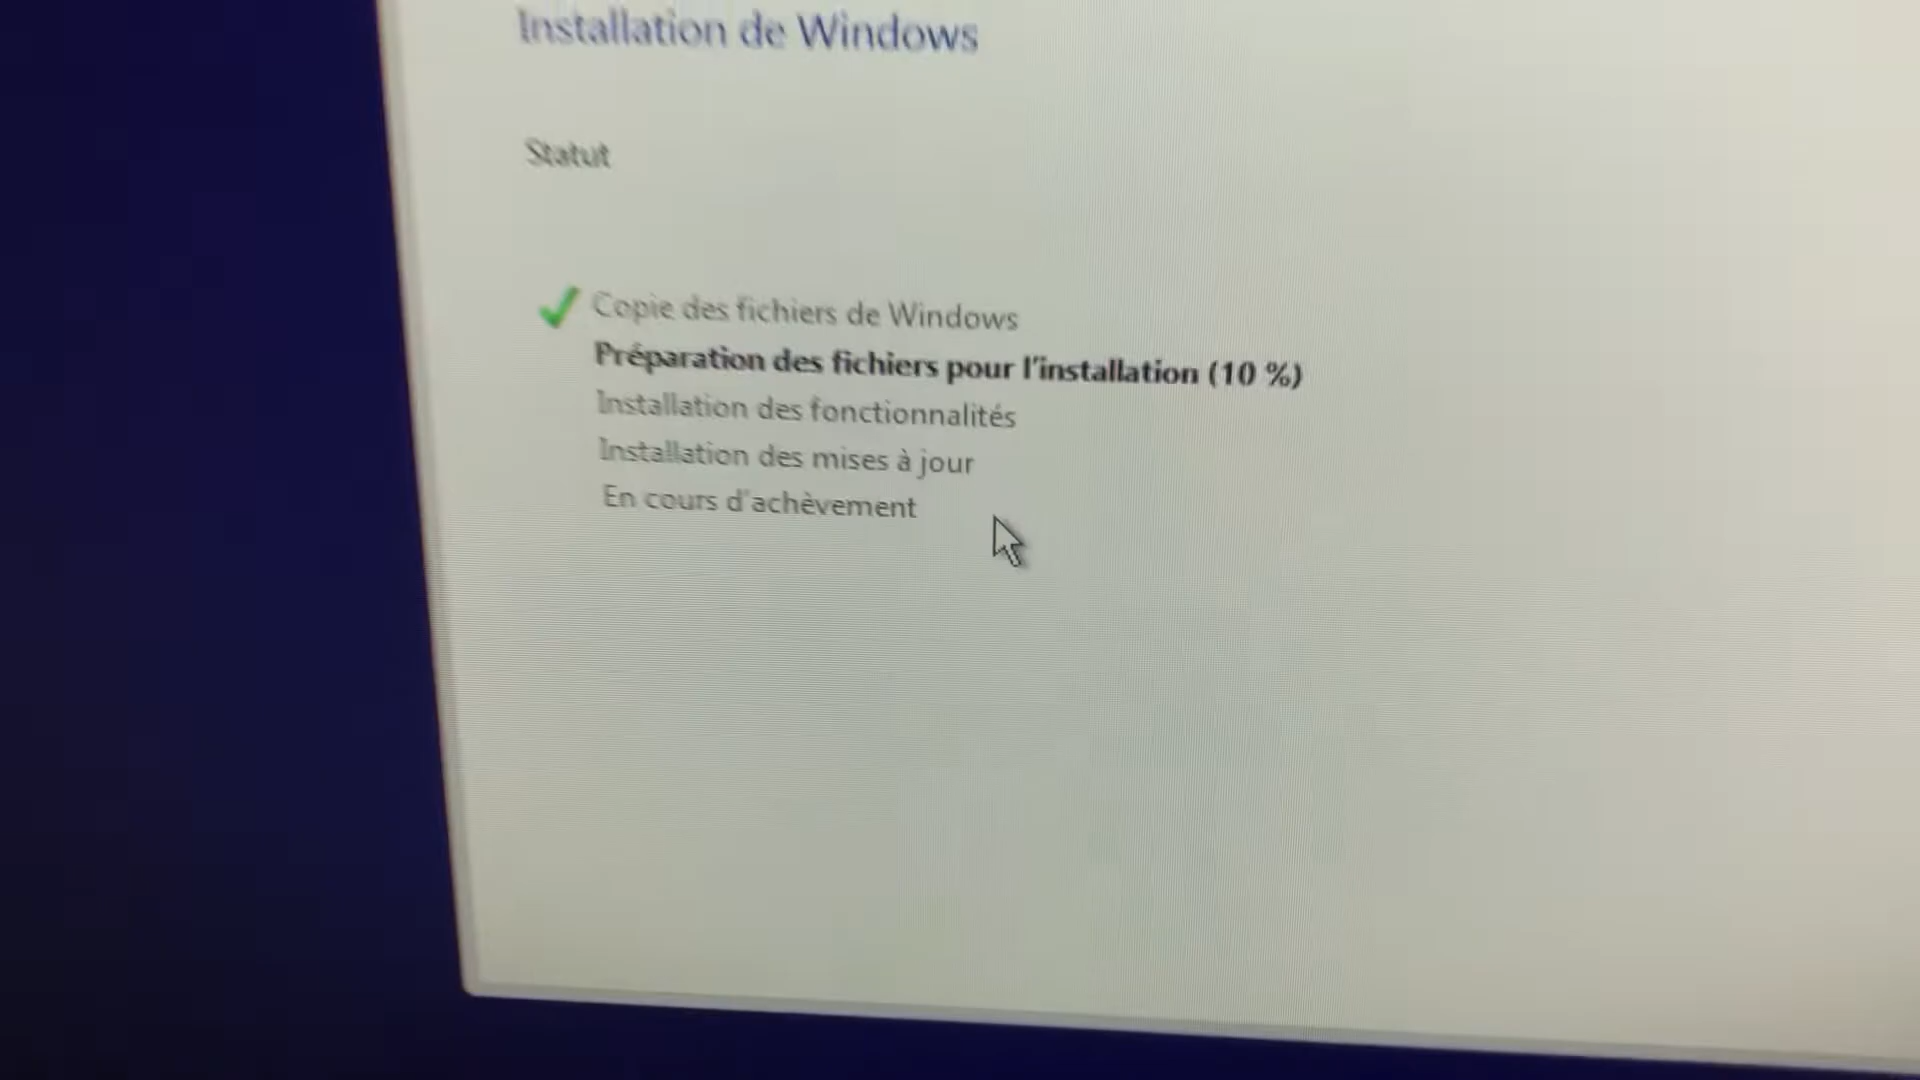 Installation de Windows
Statut
Copie des fichiers de Windows
Préparation des fichiers pour l'installation (10 %)
Installation des fonctionnalités
Installation des mises à jour
En cours d'achèvement